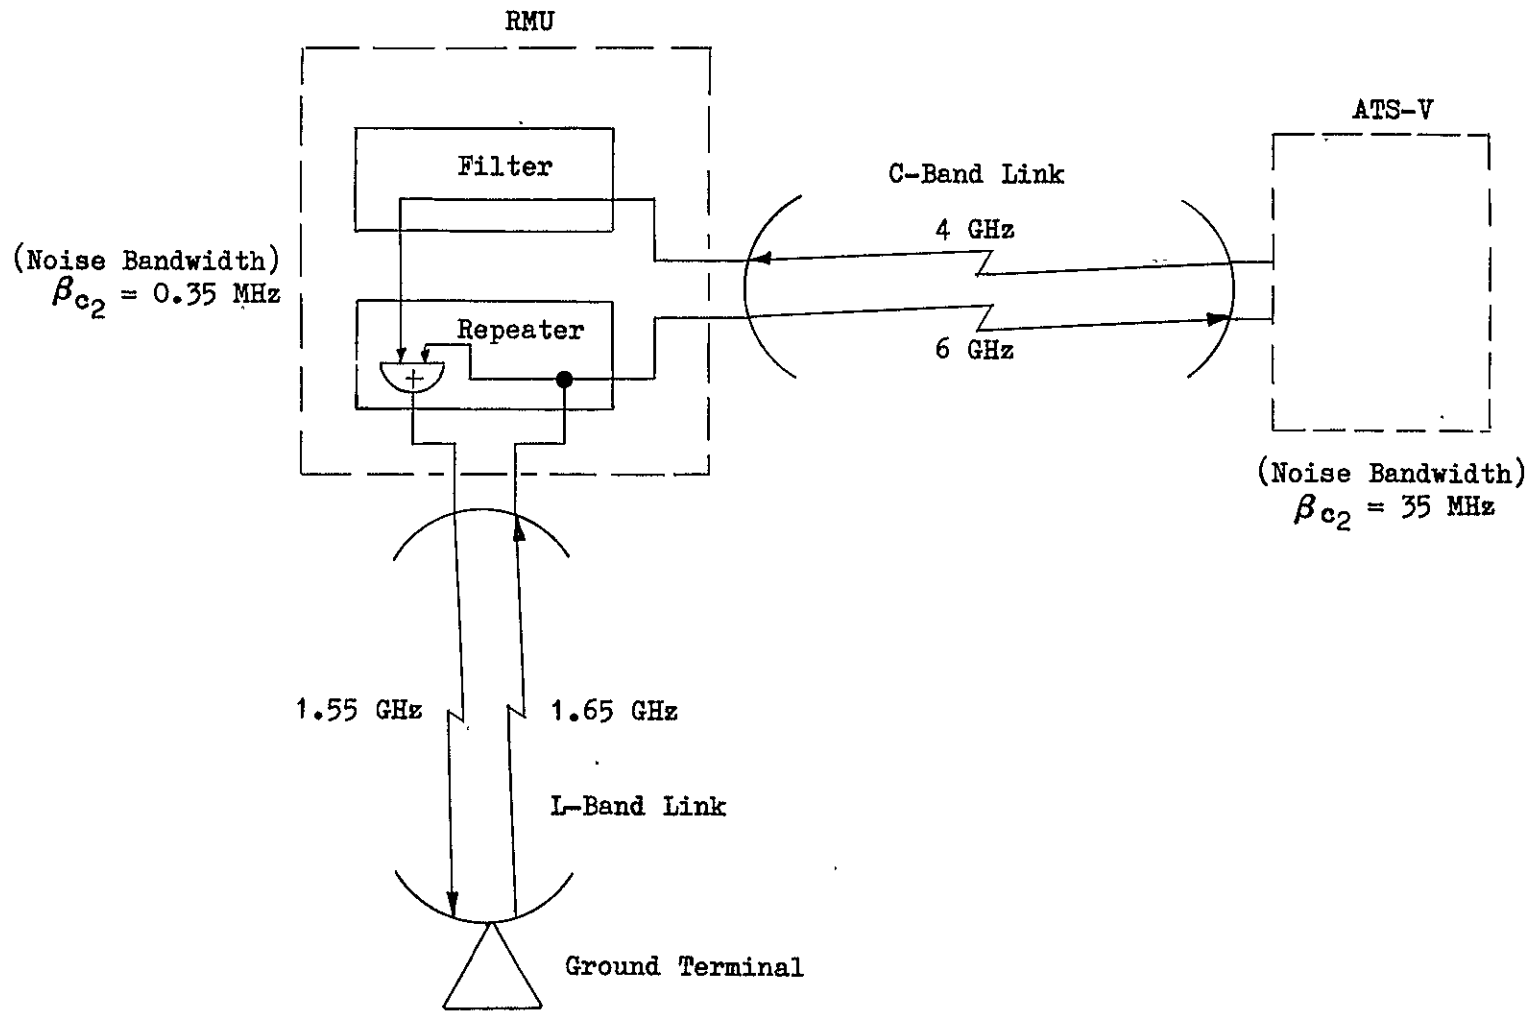 RMU
ATS-V
Filter
C-Band Link
4 GHz
(Noise Bandwidth)
βc2 = 0.35 MHz
Repeater
+
6 GHz
(Noise Bandwidth)
βc2 = 35 MHz
1.55 GHz
1.65 GHz
L-Band Link
Ground Terminal